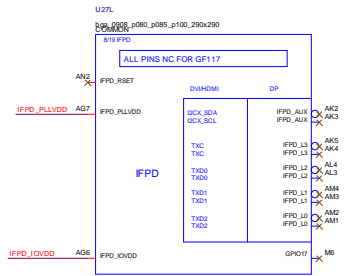 U27L
bga_0908_p080_p085_p100_290x290
COMMON
8/19 IFPD
ALL PINS NC FOR GF117
AN2 IFPD_RSET
DVI/HDMI DP
IFPD_PLLVDD AG7 IFPD_PLLVDD I2CX_SDA IFPD_AUX AK2
I2CX_SCL IFPD_AUX AK3
TXC IFPD_L3 AK5
TXC IFPD_L3 AK4
IFPD TXD0 IFPD_L2 AL4
TXD0 IFPD_L2 AL3
TXD1 IFPD_L1 AM4
TXD1 IFPD_L1 AM3
TXD2 IFPD_L0 AM2
TXD2 IFPD_L0 AM1
IFPD_IOVDD AG6 IFPD_IOVDD GPIO17 M6